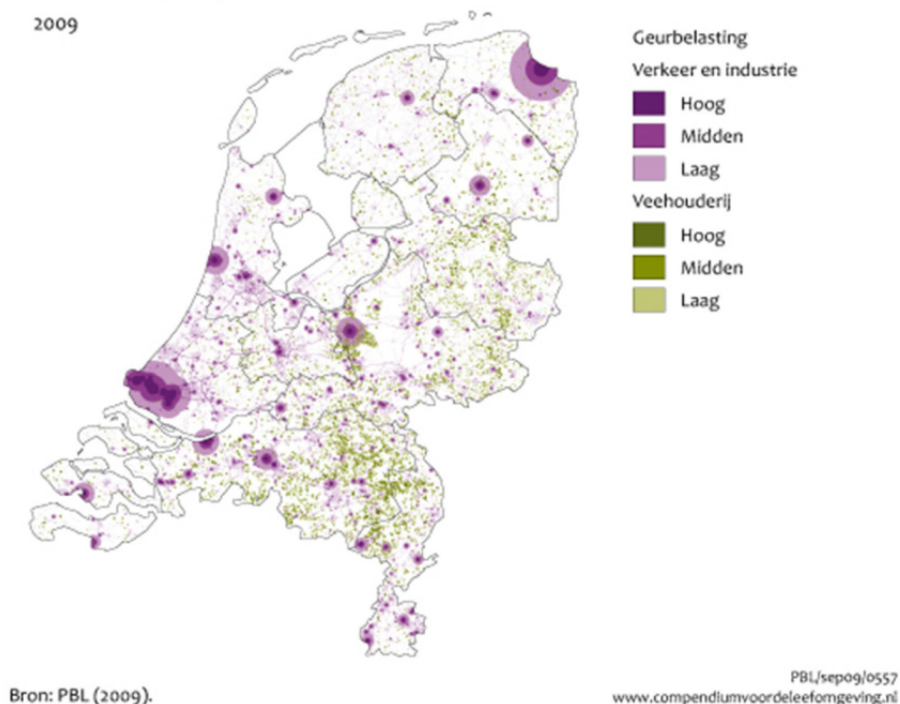 2009
Geurbelasting
Verkeer en industrie
Hoog
Midden
Laag
Veehouderij
Hoog
Midden
Laag
PBL/sep09/0557
Bron: PBL (2009).
www.compendiumvoordeleefomgeving.nl